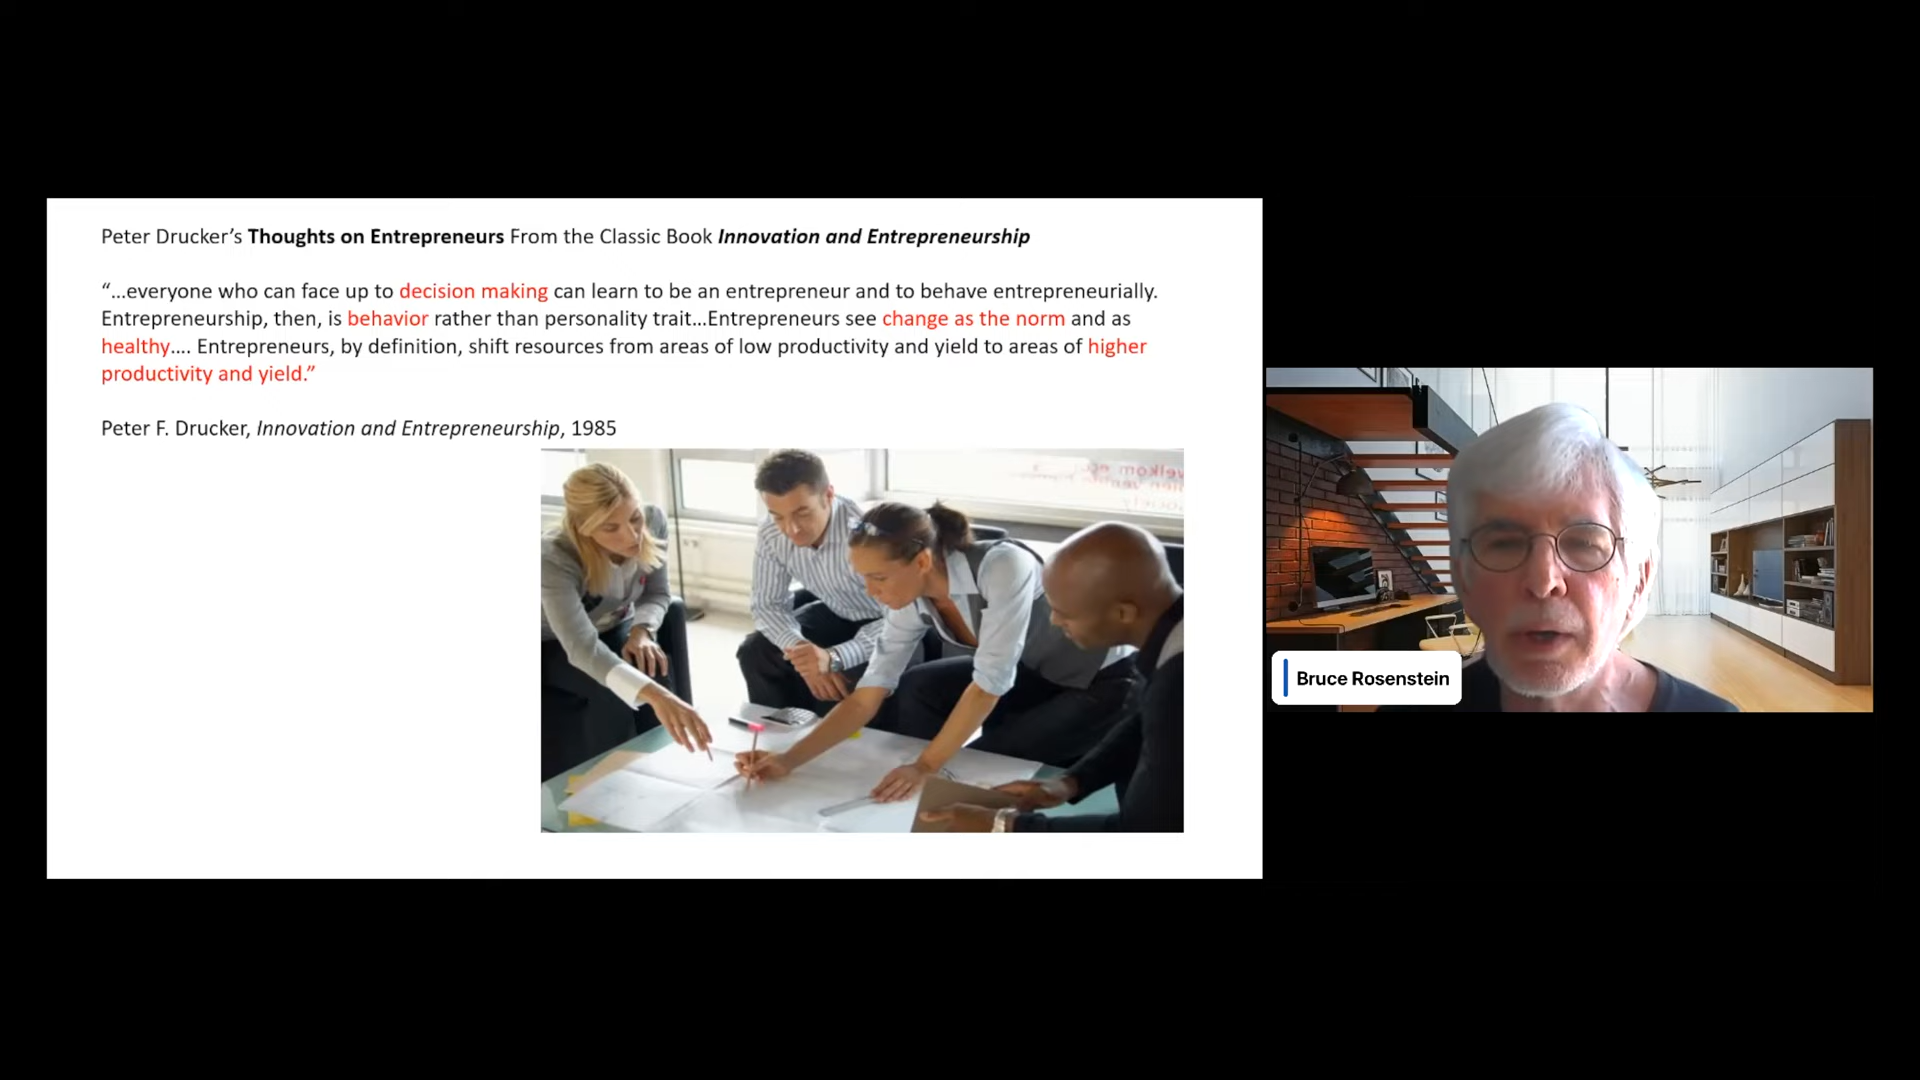 Peter Drucker’s Thoughts on Entrepreneurs From the Classic Book Innovation and Entrepreneurship
“…everyone who can face up to decision making can learn to be an entrepreneur and to behave entrepreneurially.
Entrepreneurship, then, is behavior rather than personality trait…Entrepreneurs see change as the norm and as
healthy…. Entrepreneurs, by definition, shift resources from areas of low productivity and yield to areas of higher
productivity and yield.”
Peter F. Drucker, Innovation and Entrepreneurship, 1985
Bruce Rosenstein